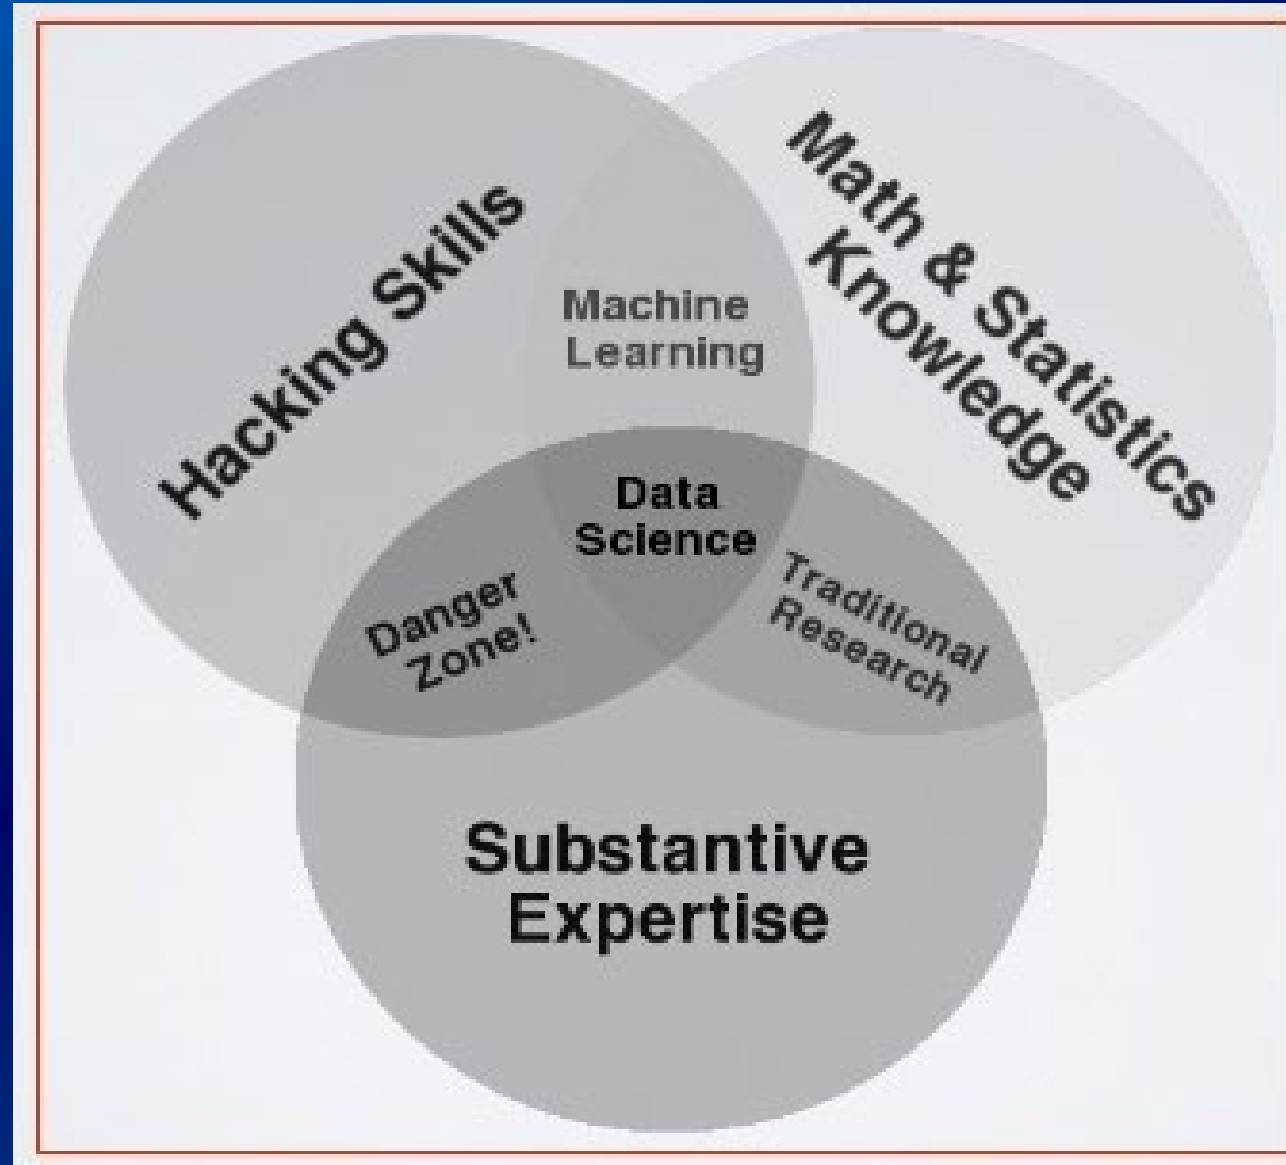 Hacking Skills
Math & Statistics
Knowledge
Machine
Learning
Data
Science
Danger
Zone!
Traditional
Research
Substantive
Expertise